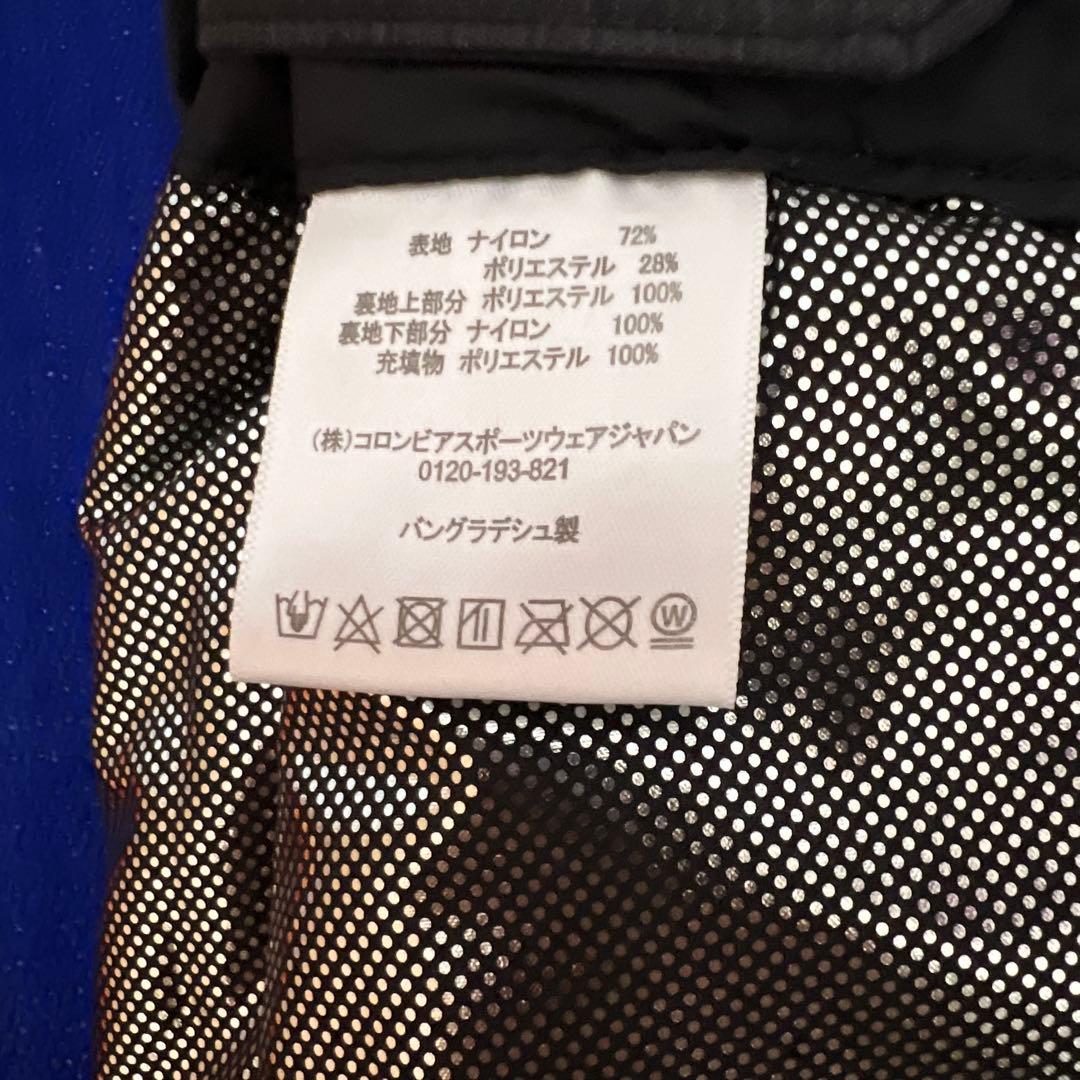 表地 ナイロン 72%
ポリエステル 28%
裏地上部分 ポリエステル 100%
裏地下部分 ナイロン 100%
充填物 ポリエステル 100%
(株)コロンビアスポーツウェアジャパン
0120-193-821
バングラデシュ製
W